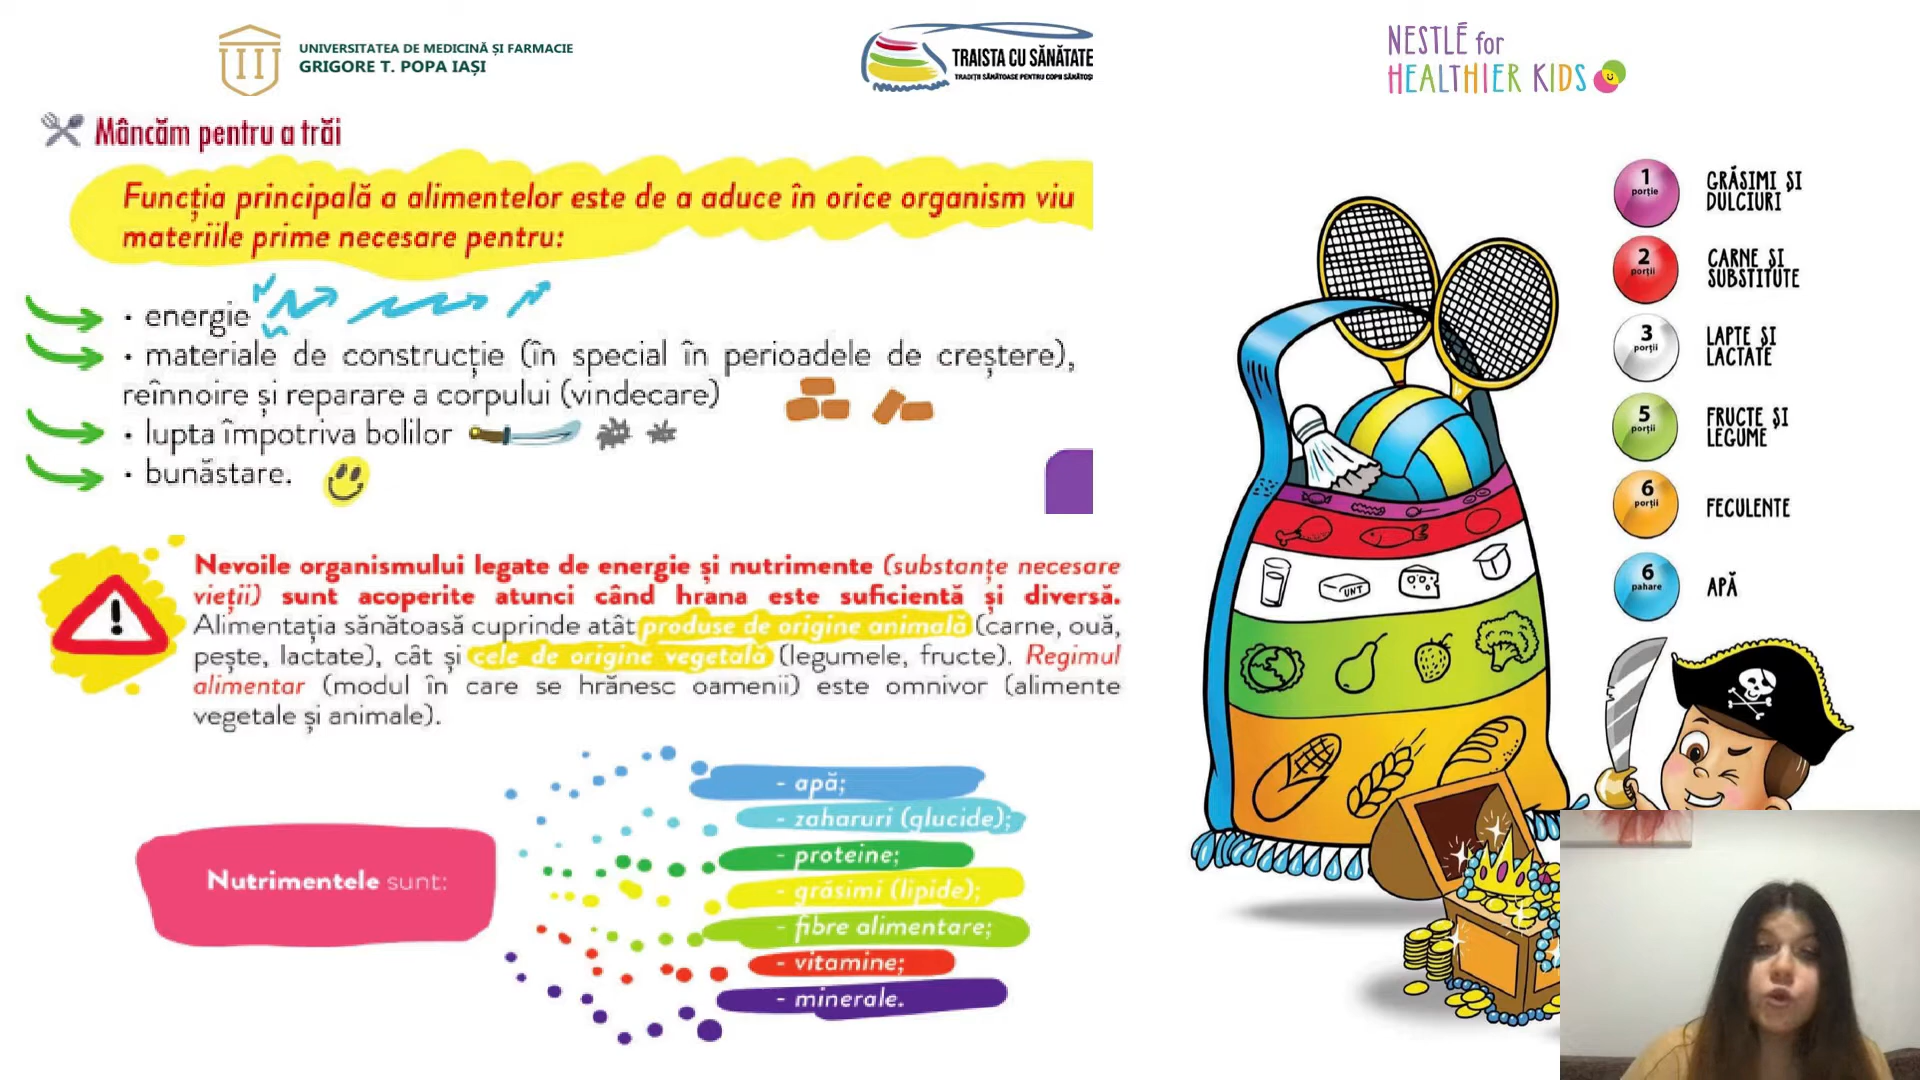 UNIVERSITATEA DE MEDICINĂ ȘI FARMACIE
GRIGORE T. POPA IAȘI
TRAISTA CU SĂNĂTATE
TRADIȚII SĂNĂTOASE PENTRU COPII SĂNĂTOȘI
NESTLÉ for
HEALTHIER KIDS
Mâncăm pentru a trăi
Funcția principală a alimentelor este de a aduce în orice organism viu
materiile prime necesare pentru:
• energie
• materiale de construcție (în special în perioadele de creștere),
reînnoire și reparare a corpului (vindecare)
• lupta împotriva bolilor
• bunăstare.
Nevoile organismului legate de energie și nutrimente (substanțe necesare
vieții) sunt acoperite atunci când hrana este suficientă și diversă.
Alimentația sănătoasă cuprinde atât produse de origine animală (carne, ouă,
pește, lactate), cât și cele de origine vegetală (legumele, fructe). Regimul
alimentar (modul în care se hrănesc oamenii) este omnivor (alimente
vegetale și animale).
Nutrimentele sunt:
- apă;
- zaharuri (glucide);
- proteine;
- grăsimi (lipide);
- fibre alimentare;
- vitamine;
- minerale.
1
porție
GRĂSIMI ȘI
DULCIURI
2
porții
CARNE ȘI
SUBSTITUTE
3
porții
LAPTE ȘI
LACTATE
5
porții
FRUCTE ȘI
LEGUME
6
porții
FECULENTE
6
pahare
APĂ
UNT